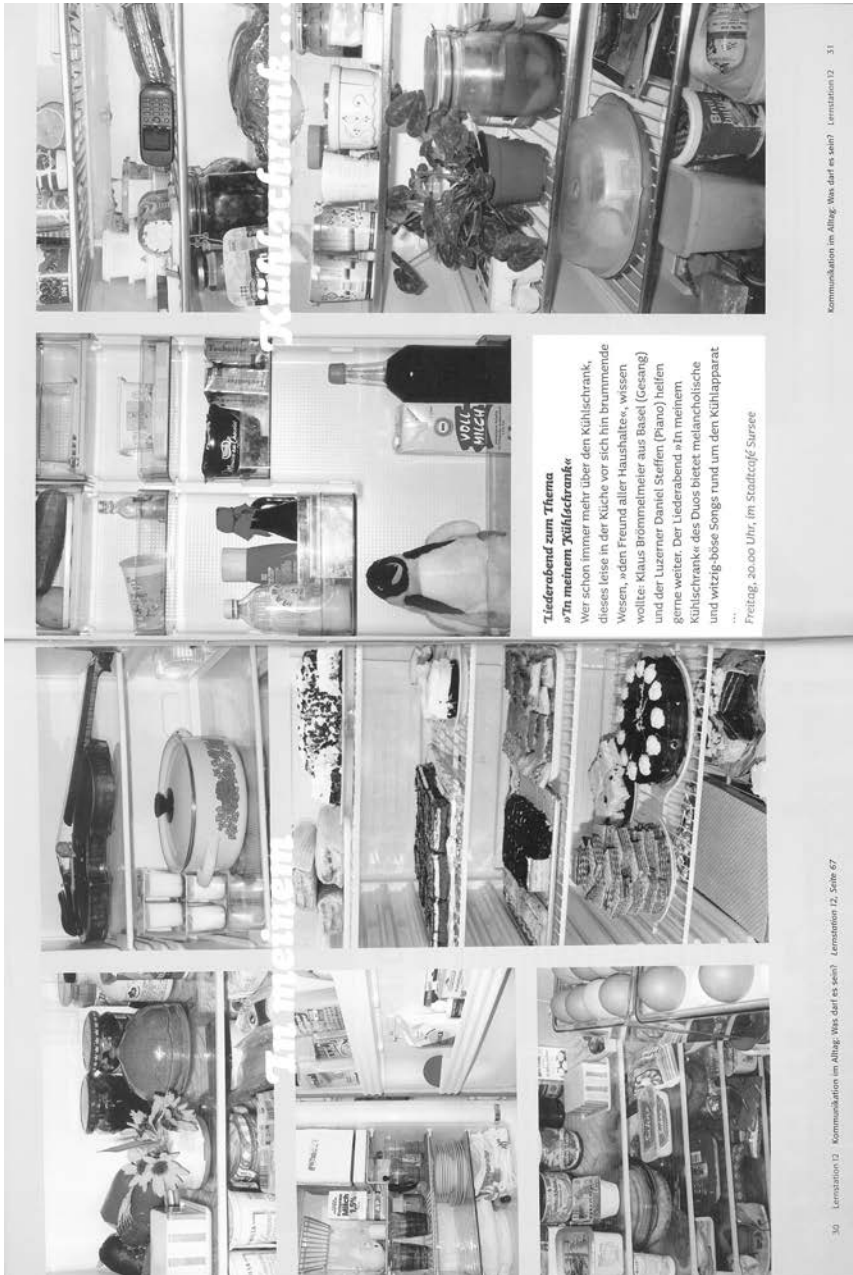 In meinem
Kühlschrank ...
Milch
3,5%
VOLL
MILCH
Liederabend zum Thema
»In meinem Kühlschrank«
Wer schon immer mehr über den Kühlschrank,
dieses leise in der Küche vor sich hin brummende
Wesen, »den Freund aller Haushalte«, wissen
wollte: Klaus Brömmelmeier aus Basel (Gesang)
und der Luzerner Daniel Steffen (Piano) helfen
gerne weiter. Der Liederabend »In meinem
Kühlschrank« des Duos bietet melancholische
und witzig-böse Songs rund um den Kühlapparat
...
Freitag, 20.00 Uhr, im Stadtcafé Sursee
30 Lernstation 12 Kommunikation im Alltag: Was darf es sein? Lernstation 12, Seite 67
Kommunikation im Alltag: Was darf es sein? Lernstation 12 31